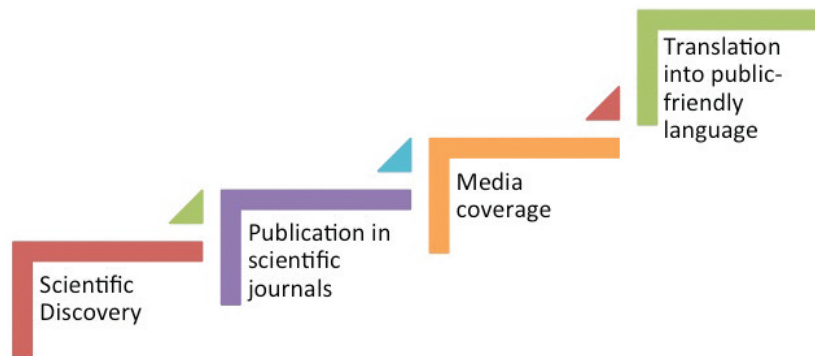 Scientific
Discovery
Publication in
scientific
journals
Media
coverage
Translation
into public-
friendly
language